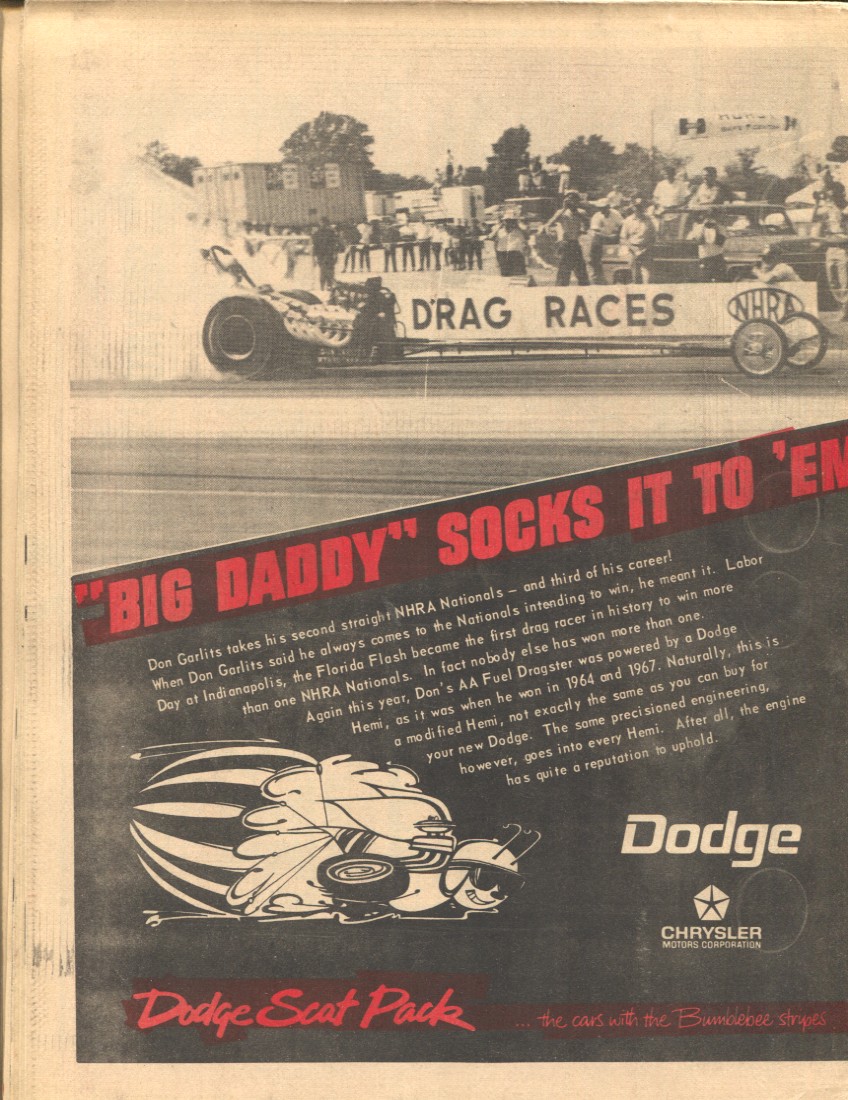 HURST
DRAG RACES
NHRA
"BIG DADDY" SOCKS IT TO 'EM
Don Garlits takes his second straight NHRA Nationals – and third of his career!
When Don Garlits said he always comes to the Nationals intending to win, he meant it. Labor
Day at Indianapolis, the Florida Flash became the first drag racer in history to win more
than one NHRA Nationals. In fact nobody else has won more than one.
Again this year, Don's AA Fuel Dragster was powered by a Dodge
Hemi, as it was when he won in 1964 and 1967. Naturally, this is
a modified Hemi, not exactly the same as you can buy for
your new Dodge. The same precisioned engineering,
however, goes into every Hemi. After all, the engine
has quite a reputation to uphold.
Dodge
CHRYSLER
MOTORS CORPORATION
Dodge Scat Pack
... the cars with the Bumblebee stripes